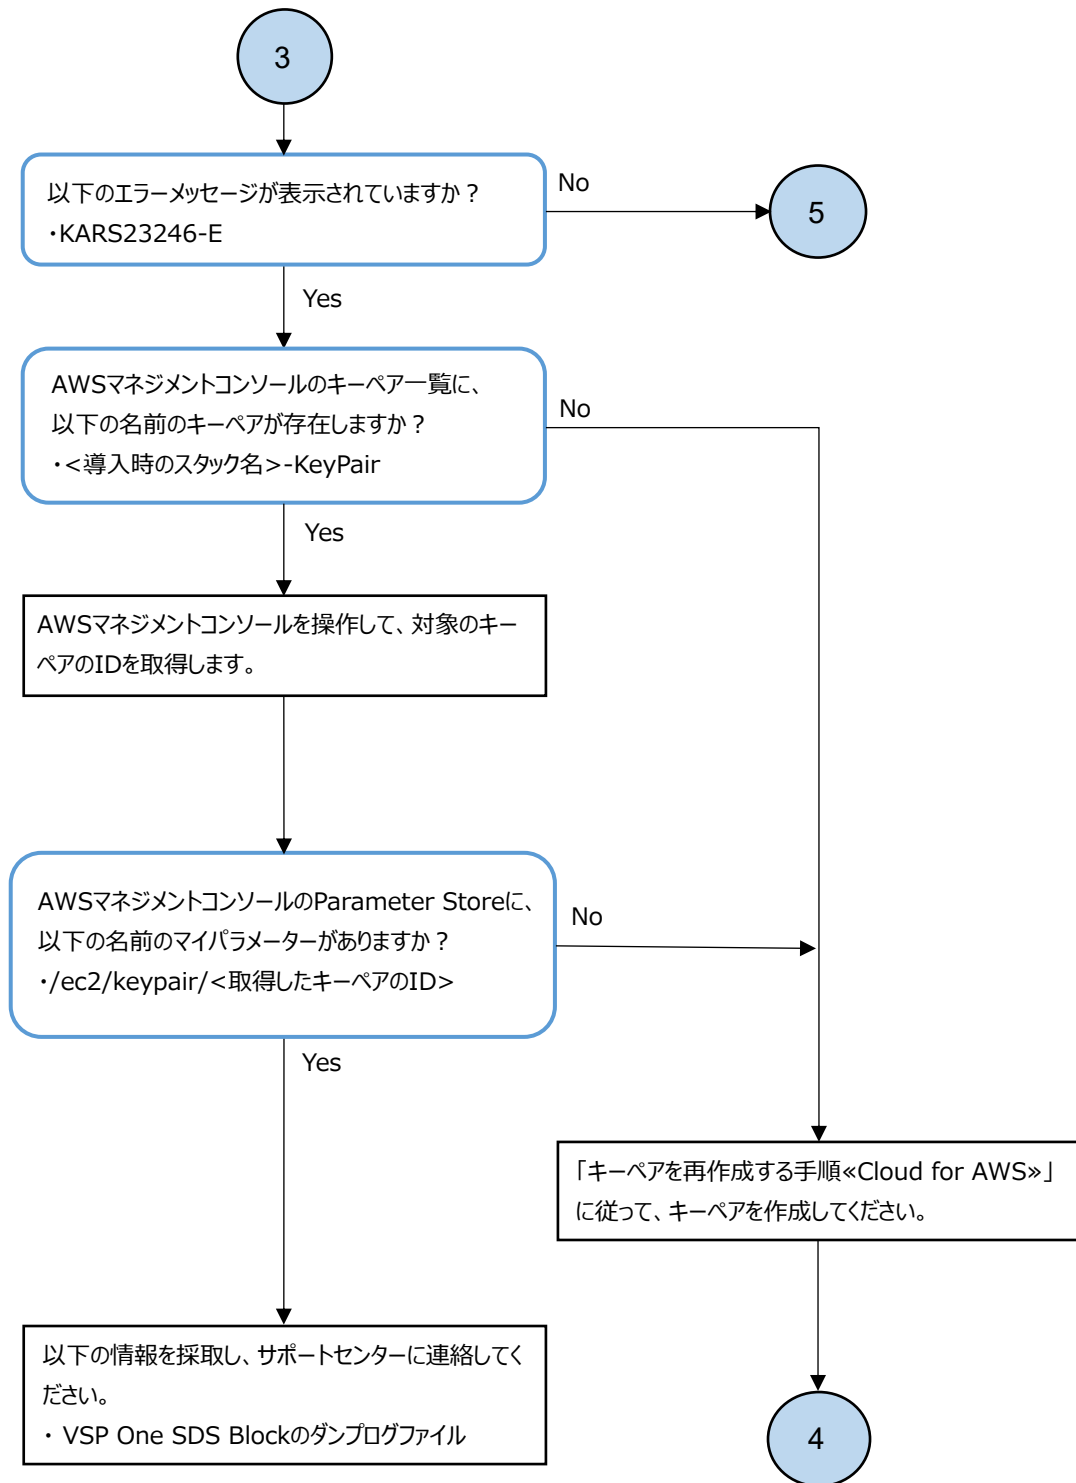 3
以下のエラーメッセージが表示されていますか？
・KARS23246-E
No
5
Yes
AWSマネジメントコンソールのキーペア一覧に、
以下の名前のキーペアが存在しますか？
・<導入時のスタック名>-KeyPair
No
Yes
AWSマネジメントコンソールを操作して、対象のキー
ペアのIDを取得します。
AWSマネジメントコンソールのParameter Storeに、
以下の名前のマイパラメーターがありますか？
・/ec2/keypair/<取得したキーペアのID>
No
Yes
「キーペアを再作成する手順«Cloud for AWS»」
に従って、キーペアを作成してください。
以下の情報を採取し、サポートセンターに連絡してく
ださい。
・ VSP One SDS Blockのダンプログファイル
4